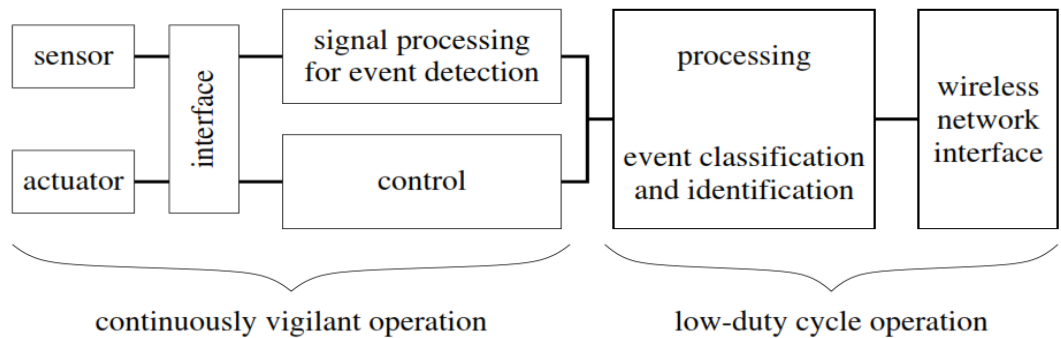 sensor
actuator
interface
signal processing
for event detection
control
processing
event classification
and identification
wireless
network
interface
continuously vigilant operation
low-duty cycle operation